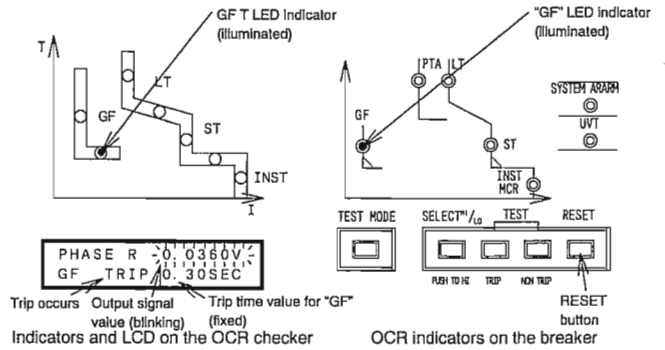 GF T LED indicator
(illuminated)
T
LT
GF
ST
INST
I
PHASE R 0.0360V
GF TRIP 0.30SEC
Trip occurs
Output signal
value (blinking)
Trip time value for "GF"
(fixed)
Indicators and LCD on the OCR checker
"GF" LED indicator
(illuminated)
PTA
LT
GF
ST
INST
MCR
SYSTEM ARARM
UVT
TEST MODE
SELECT HI/LO
TEST
RESET
PUSH TO HI
TRIP
NON TRIP
RESET
button
OCR indicators on the breaker